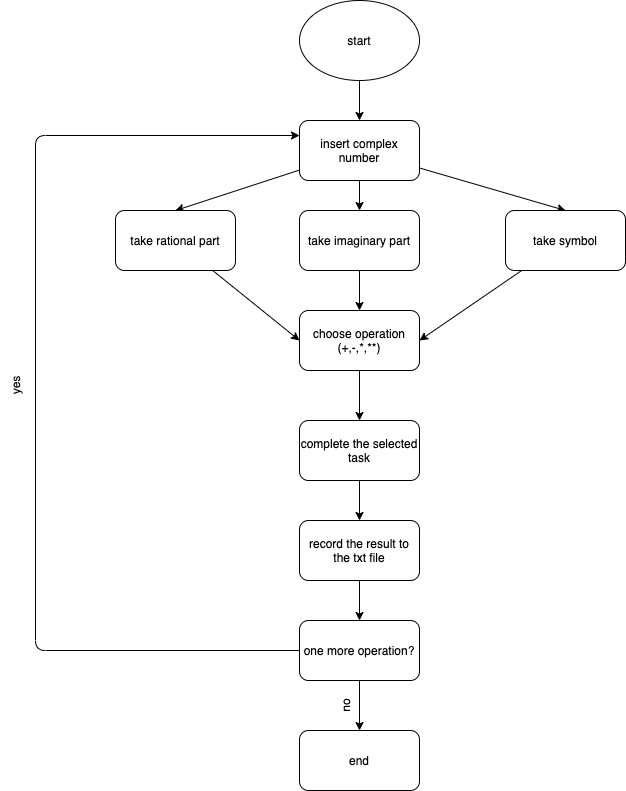 start
insert complex
number
take rational part
take imaginary part
take symbol
choose operation
(+,-,*,**)
yes
complete the selected
task
record the result to
the txt file
one more operation?
no
end